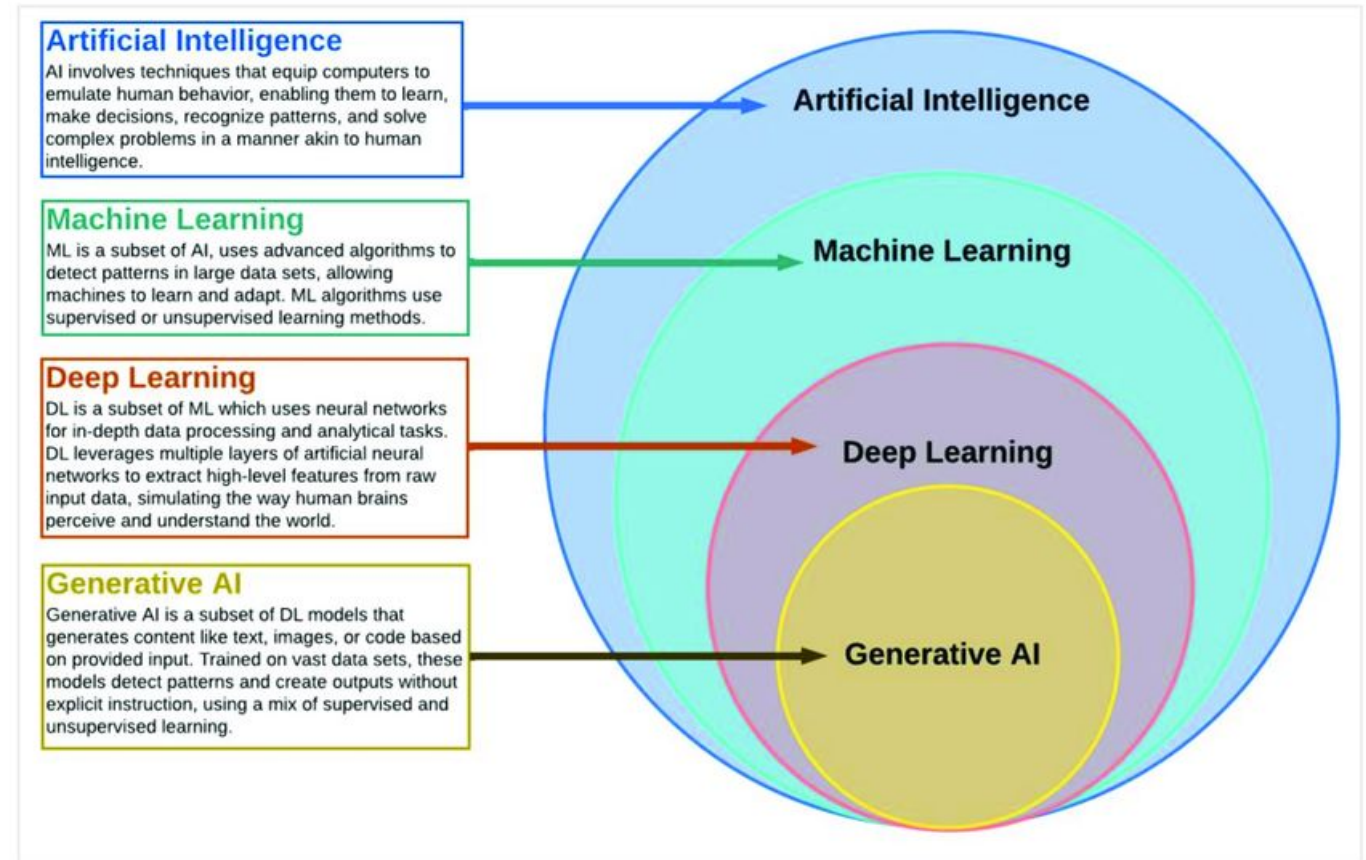 Artificial Intelligence
AI involves techniques that equip computers to
emulate human behavior, enabling them to learn,
make decisions, recognize patterns, and solve
complex problems in a manner akin to human
intelligence.
Machine Learning
ML is a subset of AI, uses advanced algorithms to
detect patterns in large data sets, allowing
machines to learn and adapt. ML algorithms use
supervised or unsupervised learning methods.
Deep Learning
DL is a subset of ML which uses neural networks
for in-depth data processing and analytical tasks.
DL leverages multiple layers of artificial neural
networks to extract high-level features from raw
input data, simulating the way human brains
perceive and understand the world.
Generative AI
Generative AI is a subset of DL models that
generates content like text, images, or code based
on provided input. Trained on vast data sets, these
models detect patterns and create outputs without
explicit instruction, using a mix of supervised and
unsupervised learning.
Artificial Intelligence
Machine Learning
Deep Learning
Generative AI